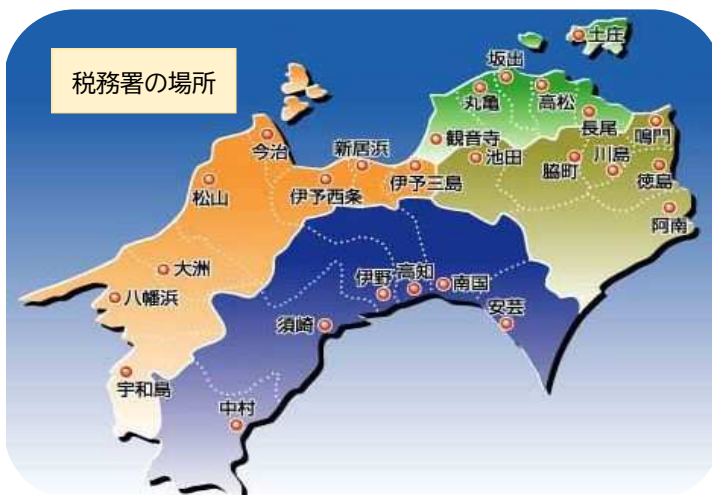 税務署の場所
土庄
坂出
丸亀
高松
長尾
鳴門
観音寺
池田
脇町
川島
徳島
阿南
今治
新居浜
松山
伊予西条
伊予三島
大洲
八幡浜
宇和島
伊野
高知
南国
安芸
須崎
中村